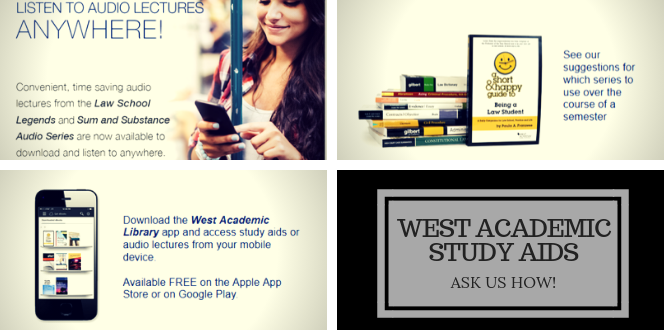 LISTEN TO AUDIO LECTURES
ANYWHERE!
Convenient, time saving audio
lectures from the Law School
Legends and Sum and Substance
Audio Series are now available to
download and listen to anywhere.
a
short
& happy
guide to
Being a
Law Student
gilbert
gilbert
See our
suggestions for
which series to
use over the
course of a
semester
Download the West Academic
Library app and access study aids or
audio lectures from your mobile
device.
Available FREE on the Apple App
Store or on Google Play
WEST ACADEMIC
STUDY AIDS
ASK US HOW!